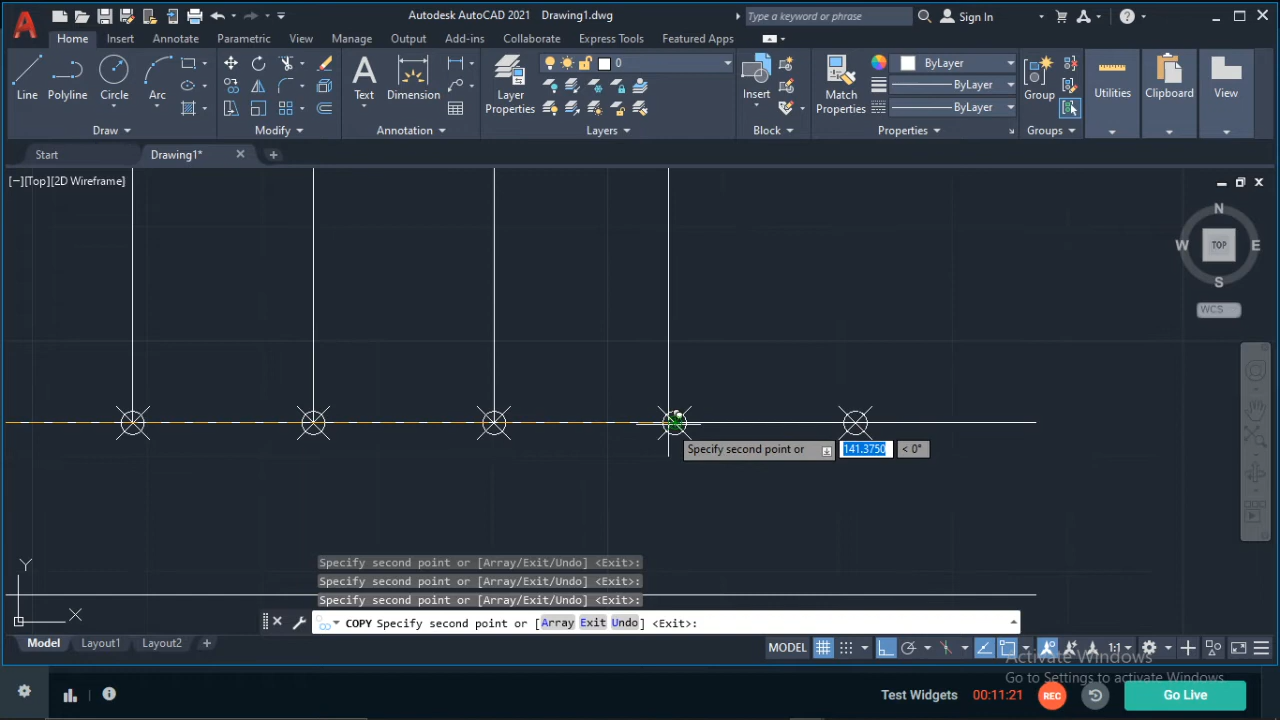 Autodesk AutoCAD 2021 Drawing1.dwg
Type a keyword or phrase
Sign In
Home Insert Annotate Parametric View Manage Output Add-ins Collaborate Express Tools Featured Apps
Line Polyline Circle Arc
Text Dimension
Layer Properties
0
Insert
Match Properties
ByLayer
ByLayer
ByLayer
Group
Utilities Clipboard View
Draw Modify Annotation Layers Block Properties Groups
Start Drawing1*
[−][Top][2D Wireframe]
N
W TOP E
S
WCS
Specify second point or 141.3750 < 0°
Y
X
Specify second point or [Array/Exit/Undo] <Exit>:
Specify second point or [Array/Exit/Undo] <Exit>:
Specify second point or [Array/Exit/Undo] <Exit>:
COPY Specify second point or [Array Exit Undo] <Exit>:
Model Layout1 Layout2
MODEL 1:1
Activate Windows
Go to Settings to activate Windows.
Test Widgets 00:11:21 REC Go Live